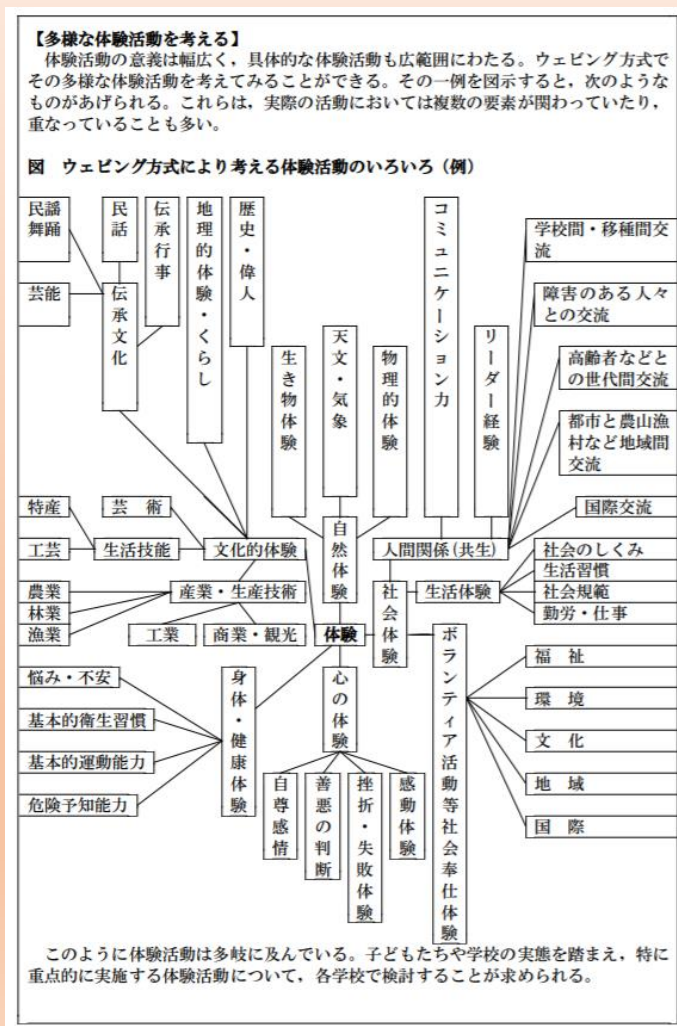 【多様な体験活動を考える】
体験活動の意義は幅広く，具体的な体験活動も広範囲にわたる。ウェビング方式で
その多様な体験活動を考えてみることができる。その一例を図示すると，次のような
ものがあげられる。これらは，実際の活動においては複数の要素が関わっていたり，
重なっていることも多い。
図　ウェビング方式により考える体験活動のいろいろ（例）
民謡
舞踊
民話
伝承行事
地理的体験・くらし
歴史・偉人
コミュニケーション力
学校間・移種間交
流
芸能
伝承文化
障害のある人々
との交流
生き物体験
天文・気象
物理的体験
リーダー経験
高齢者などと
の世代間交流
都市と農山漁
村など地域間
交流
特産
芸　術
国際交流
工芸
生活技能
文化的体験
自然体験
人間関係(共生)
社会のしくみ
生活習慣
社会規範
勤労・仕事
農業
林業
漁業
産業・生産技術
社会体験
生活体験
工業
商業・観光
体験
ボランティア活動等社会奉仕体験
悩み・不安
基本的衛生習慣
基本的運動能力
危険予知能力
身体・健康体験
心の体験
福　祉
環　境
文　化
地　域
国　際
自尊感情
善悪の判断
挫折・失敗体験
感動体験
このように体験活動は多岐に及んでいる。子どもたちや学校の実態を踏まえ，特に
重点的に実施する体験活動について，各学校で検討することが求められる。